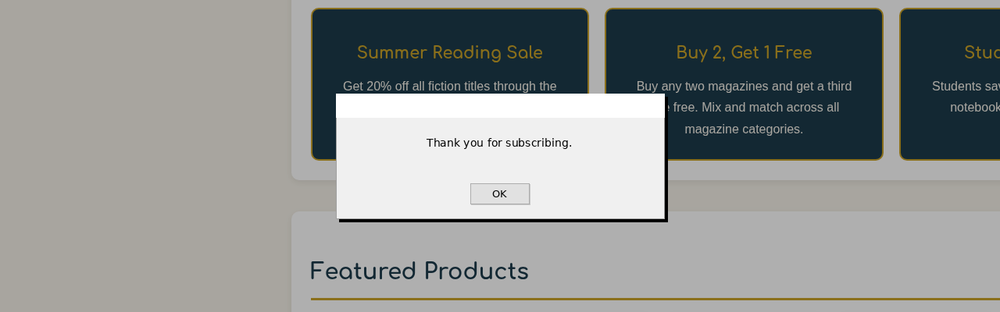 Summer Reading Sale
Get 20% off all fiction titles through the
Buy 2, Get 1 Free
Buy any two magazines and get a third
free. Mix and match across all
magazine categories.
Students
notebook
Thank you for subscribing.
OK
Featured Products